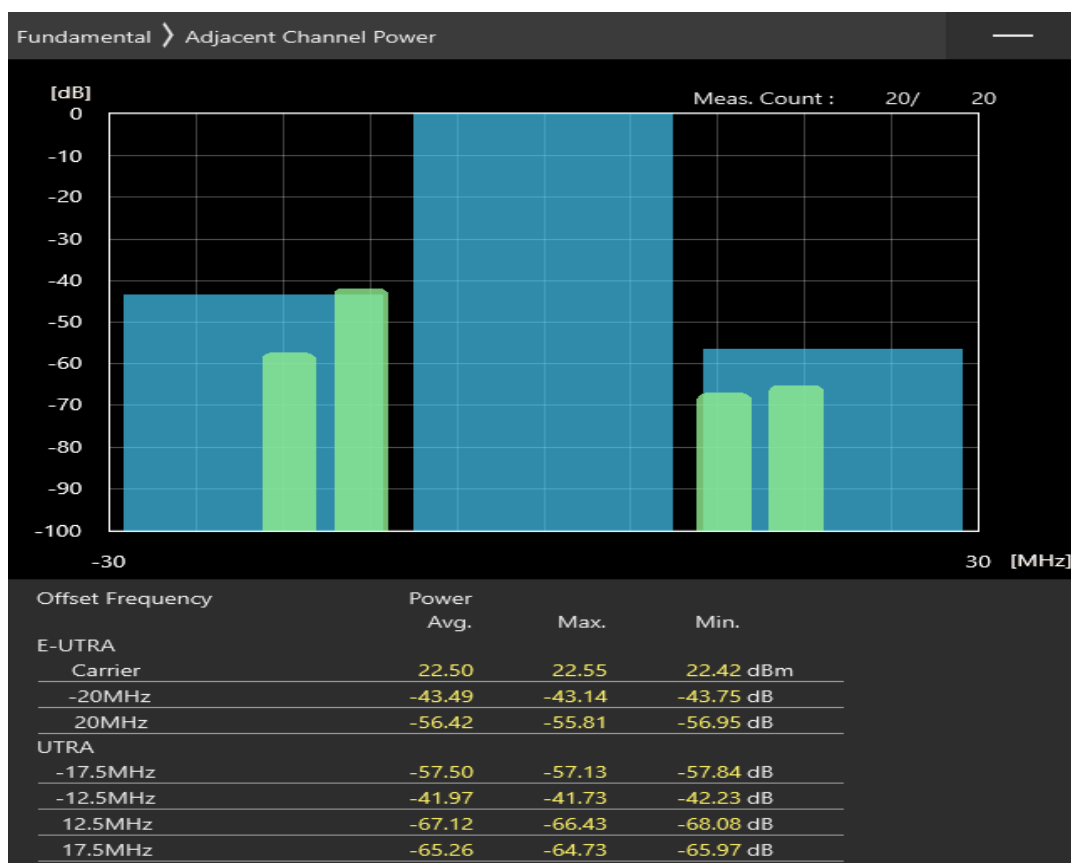 Fundamental 〉 Adjacent Channel Power
[dB]
Meas. Count : 20/ 20
0
-10
-20
-30
-40
-50
-60
-70
-80
-90
-100
-30 30 [MHz]
Offset Frequency Power
Avg. Max. Min.
E-UTRA
Carrier 22.50 22.55 22.42 dBm
-20MHz -43.49 -43.14 -43.75 dB
20MHz -56.42 -55.81 -56.95 dB
UTRA
-17.5MHz -57.50 -57.13 -57.84 dB
-12.5MHz -41.97 -41.73 -42.23 dB
12.5MHz -67.12 -66.43 -68.08 dB
17.5MHz -65.26 -64.73 -65.97 dB